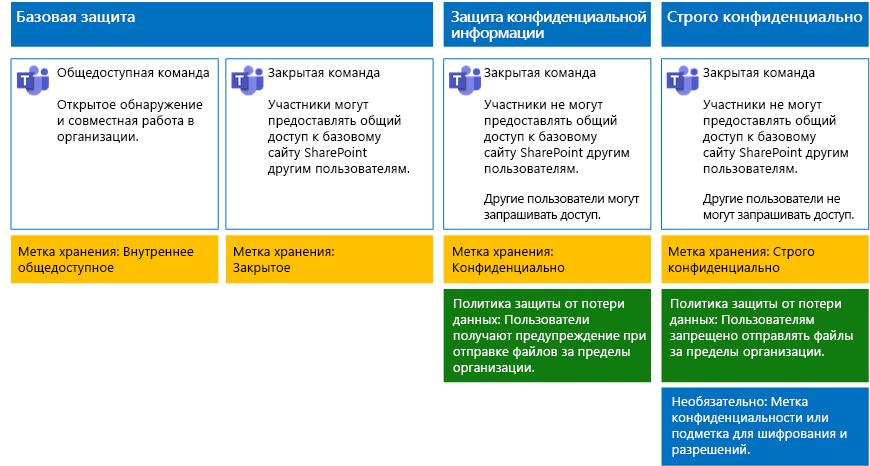 Базовая защита
Защита конфиденциальной
информации
Строго конфиденциально
Общедоступная команда
Открытое обнаружение
и совместная работа в
организации.
Закрытая команда
Участники могут
предоставлять общий
доступ к базовому
сайту SharePoint
другим пользователям.
Закрытая команда
Участники не могут
предоставлять общий
доступ к базовому
сайту SharePoint другим
пользователям.
Другие пользователи могут
запрашивать доступ.
Закрытая команда
Участники не могут
предоставлять общий
доступ к базовому
сайту SharePoint другим
пользователям.
Другие пользователи не
могут запрашивать доступ.
Метка хранения: Внутреннее
общедоступное
Метка хранения:
Закрытое
Метка хранения:
Конфиденциально
Метка хранения: Строго
конфиденциально
Политика защиты от потери
данных: Пользователи
получают предупреждение при
отправке файлов за пределы
организации.
Политика защиты от потери
данных: Пользователям
запрещено отправлять файлы
за пределы организации.
Необязательно: Метка
конфиденциальности или
подметка для шифрования и
разрешений.